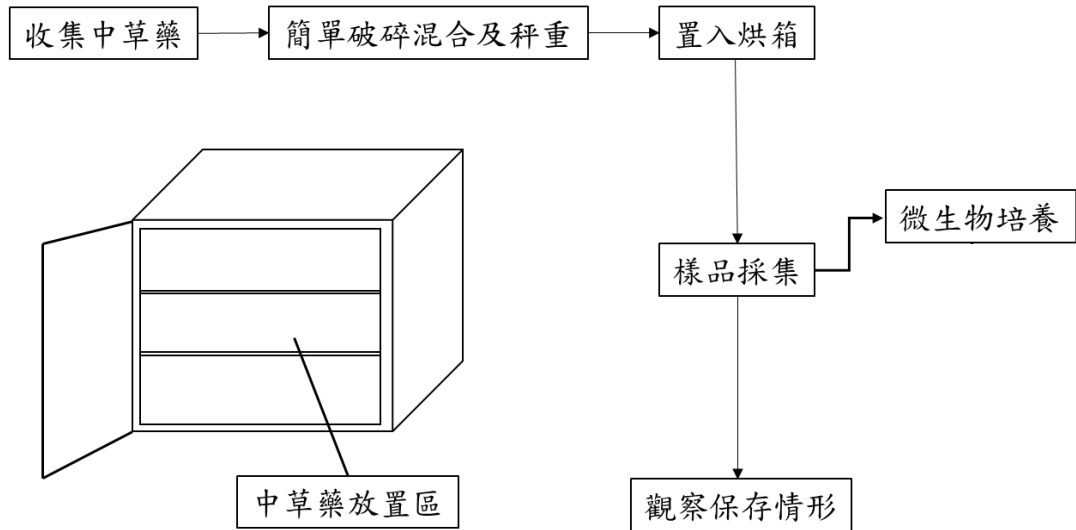 收集中草藥
簡單破碎混合及秤重
置入烘箱
微生物培養
樣品採集
中草藥放置區
觀察保存情形